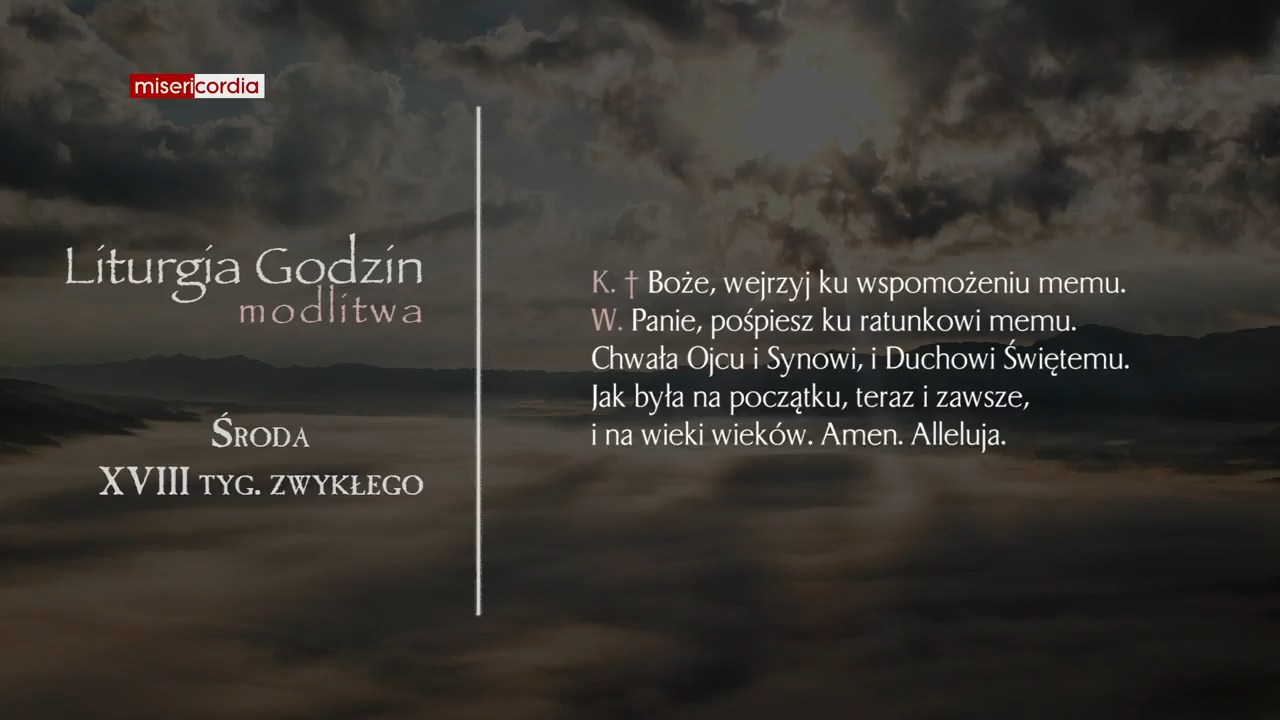 misericordia
Liturgia Godzin
modlitwa
Środa
XVIII tyg. zwykłego
K. † Boże, wejrzyj ku wspomożeniu memu.
W. Panie, pośpiesz ku ratunkowi memu.
Chwała Ojcu i Synowi, i Duchowi Świętemu.
Jak była na początku, teraz i zawsze,
i na wieki wieków. Amen. Alleluja.